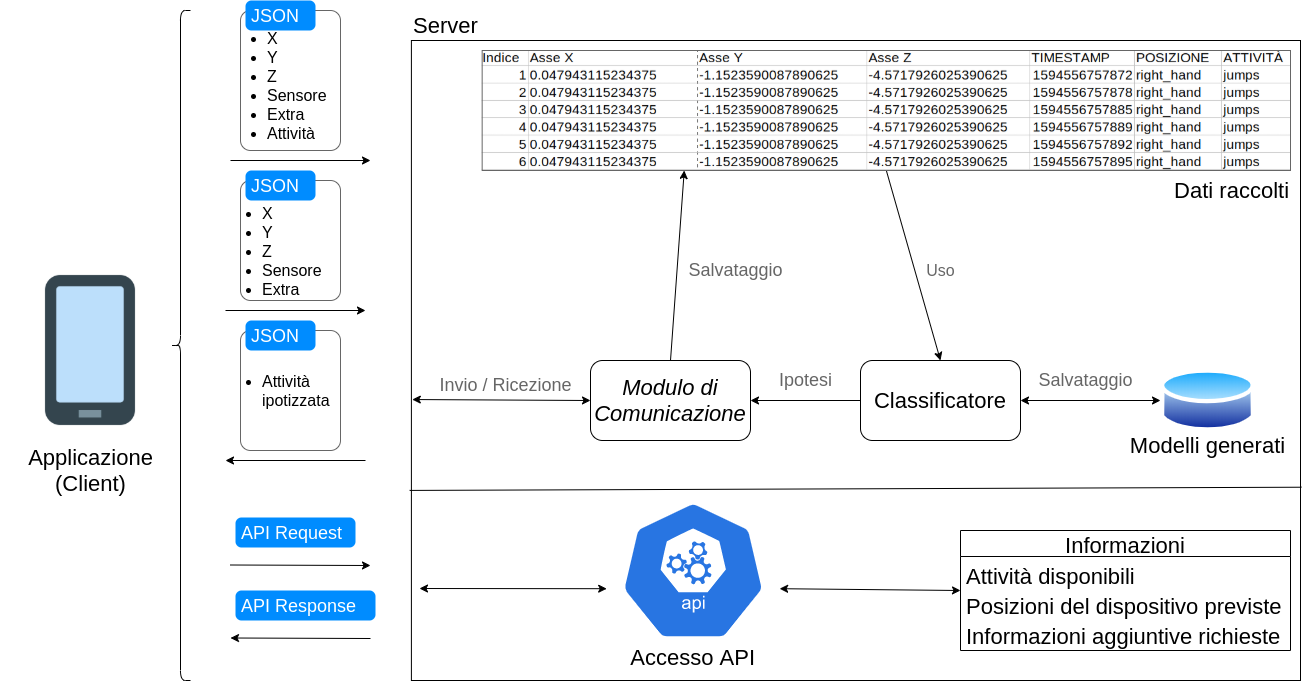 JSON
X
Y
Z
Sensore
Extra
Attività
JSON
X
Y
Z
Sensore
Extra
JSON
Attività
ipotizzata
Applicazione
(Client)
API Request
API Response
Server
Indice Asse X Asse Y Asse Z TIMESTAMP POSIZIONE ATTIVITÀ
1 0.047943115234375 -1.1523590087890625 -4.5717926025390625 1594556757872 right_hand jumps
2 0.047943115234375 -1.1523590087890625 -4.5717926025390625 1594556757878 right_hand jumps
3 0.047943115234375 -1.1523590087890625 -4.5717926025390625 1594556757885 right_hand jumps
4 0.047943115234375 -1.1523590087890625 -4.5717926025390625 1594556757889 right_hand jumps
5 0.047943115234375 -1.1523590087890625 -4.5717926025390625 1594556757892 right_hand jumps
6 0.047943115234375 -1.1523590087890625 -4.5717926025390625 1594556757895 right_hand jumps
Dati raccolti
Salvataggio
Uso
Invio / Ricezione
Modulo di
Comunicazione
Ipotesi
Classificatore
Salvataggio
Modelli generati
api
Accesso API
Informazioni
Attività disponibili
Posizioni del dispositivo previste
Informazioni aggiuntive richieste